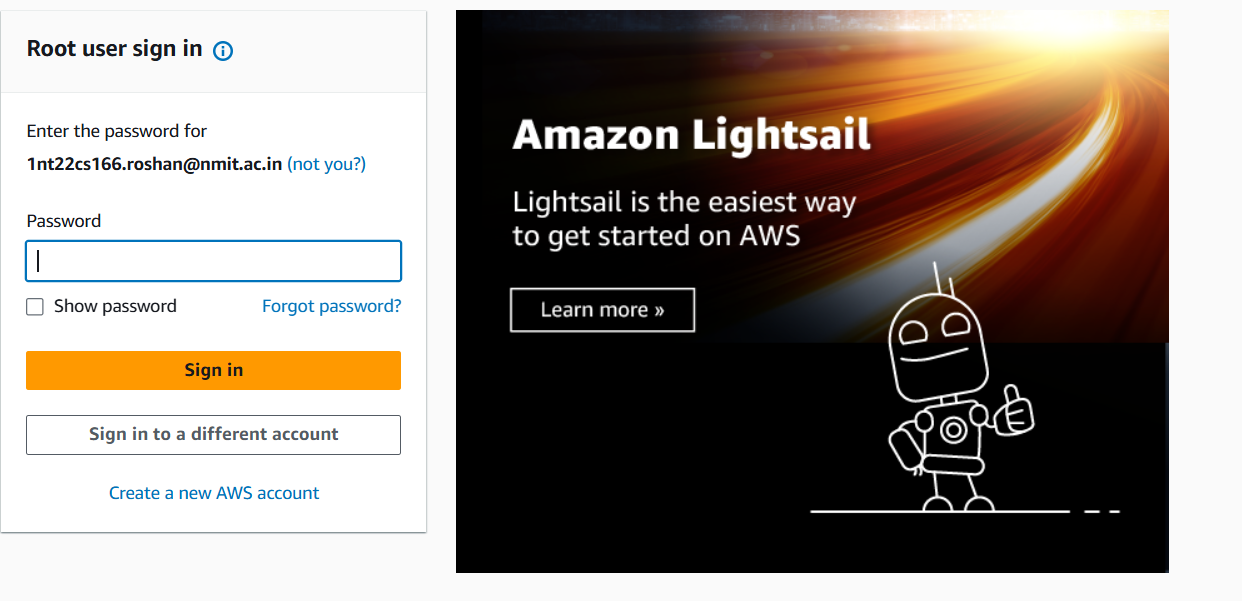 Root user sign in
Enter the password for
1nt22cs166.roshan@nmit.ac.in (not you?)
Password
Show password Forgot password?
Sign in
Sign in to a different account
Create a new AWS account
Amazon Lightsail
Lightsail is the easiest way
to get started on AWS
Learn more »